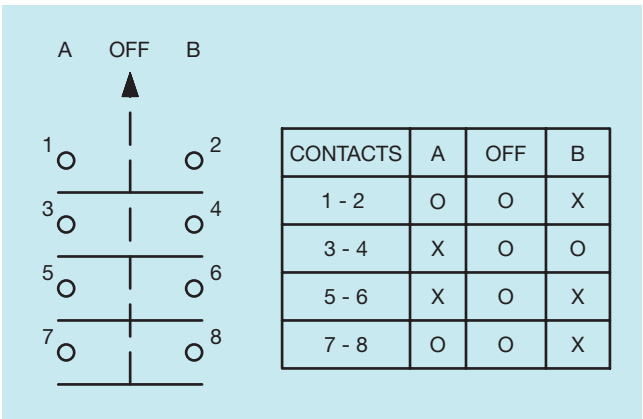 A OFF B
1 2
3 4
5 6
7 8
CONTACTS A OFF B
1 - 2 O O X
3 - 4 X O O
5 - 6 X O X
7 - 8 O O X